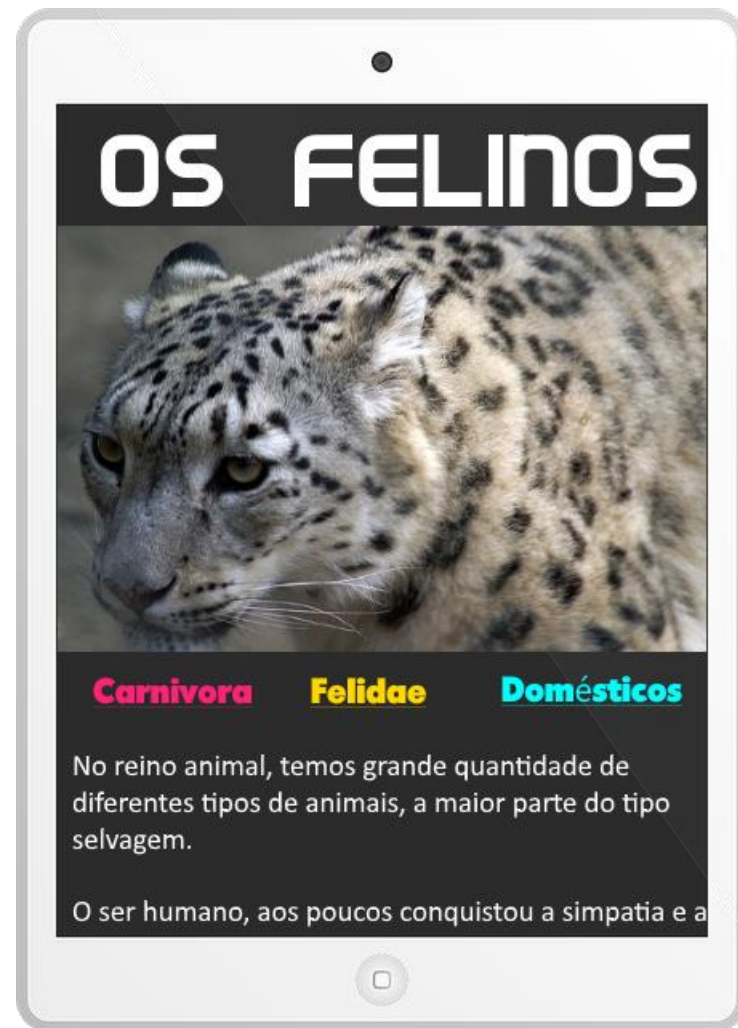 OS FELINOS
Carnivora Felidae Domésticos
No reino animal, temos grande quantidade de
diferentes tipos de animais, a maior parte do tipo
selvagem.
O ser humano, aos poucos conquistou a simpatia e a